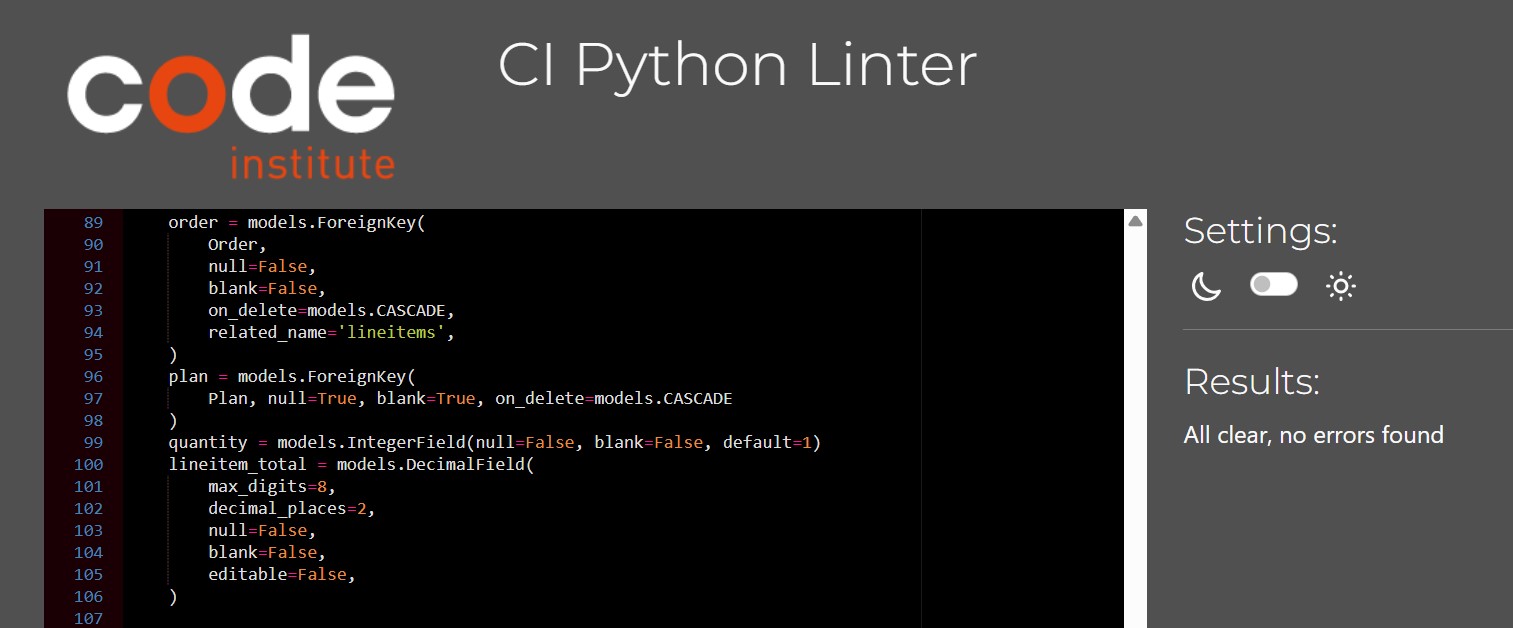 code
institute
CI Python Linter
89 order = models.ForeignKey(
90 Order,
91 null=False,
92 blank=False,
93 on_delete=models.CASCADE,
94 related_name='lineitems',
95 )
96 plan = models.ForeignKey(
97 Plan, null=True, blank=True, on_delete=models.CASCADE
98 )
99 quantity = models.IntegerField(null=False, blank=False, default=1)
100 lineitem_total = models.DecimalField(
101 max_digits=8,
102 decimal_places=2,
103 null=False,
104 blank=False,
105 editable=False,
106 )
107
Settings:
Results:
All clear, no errors found